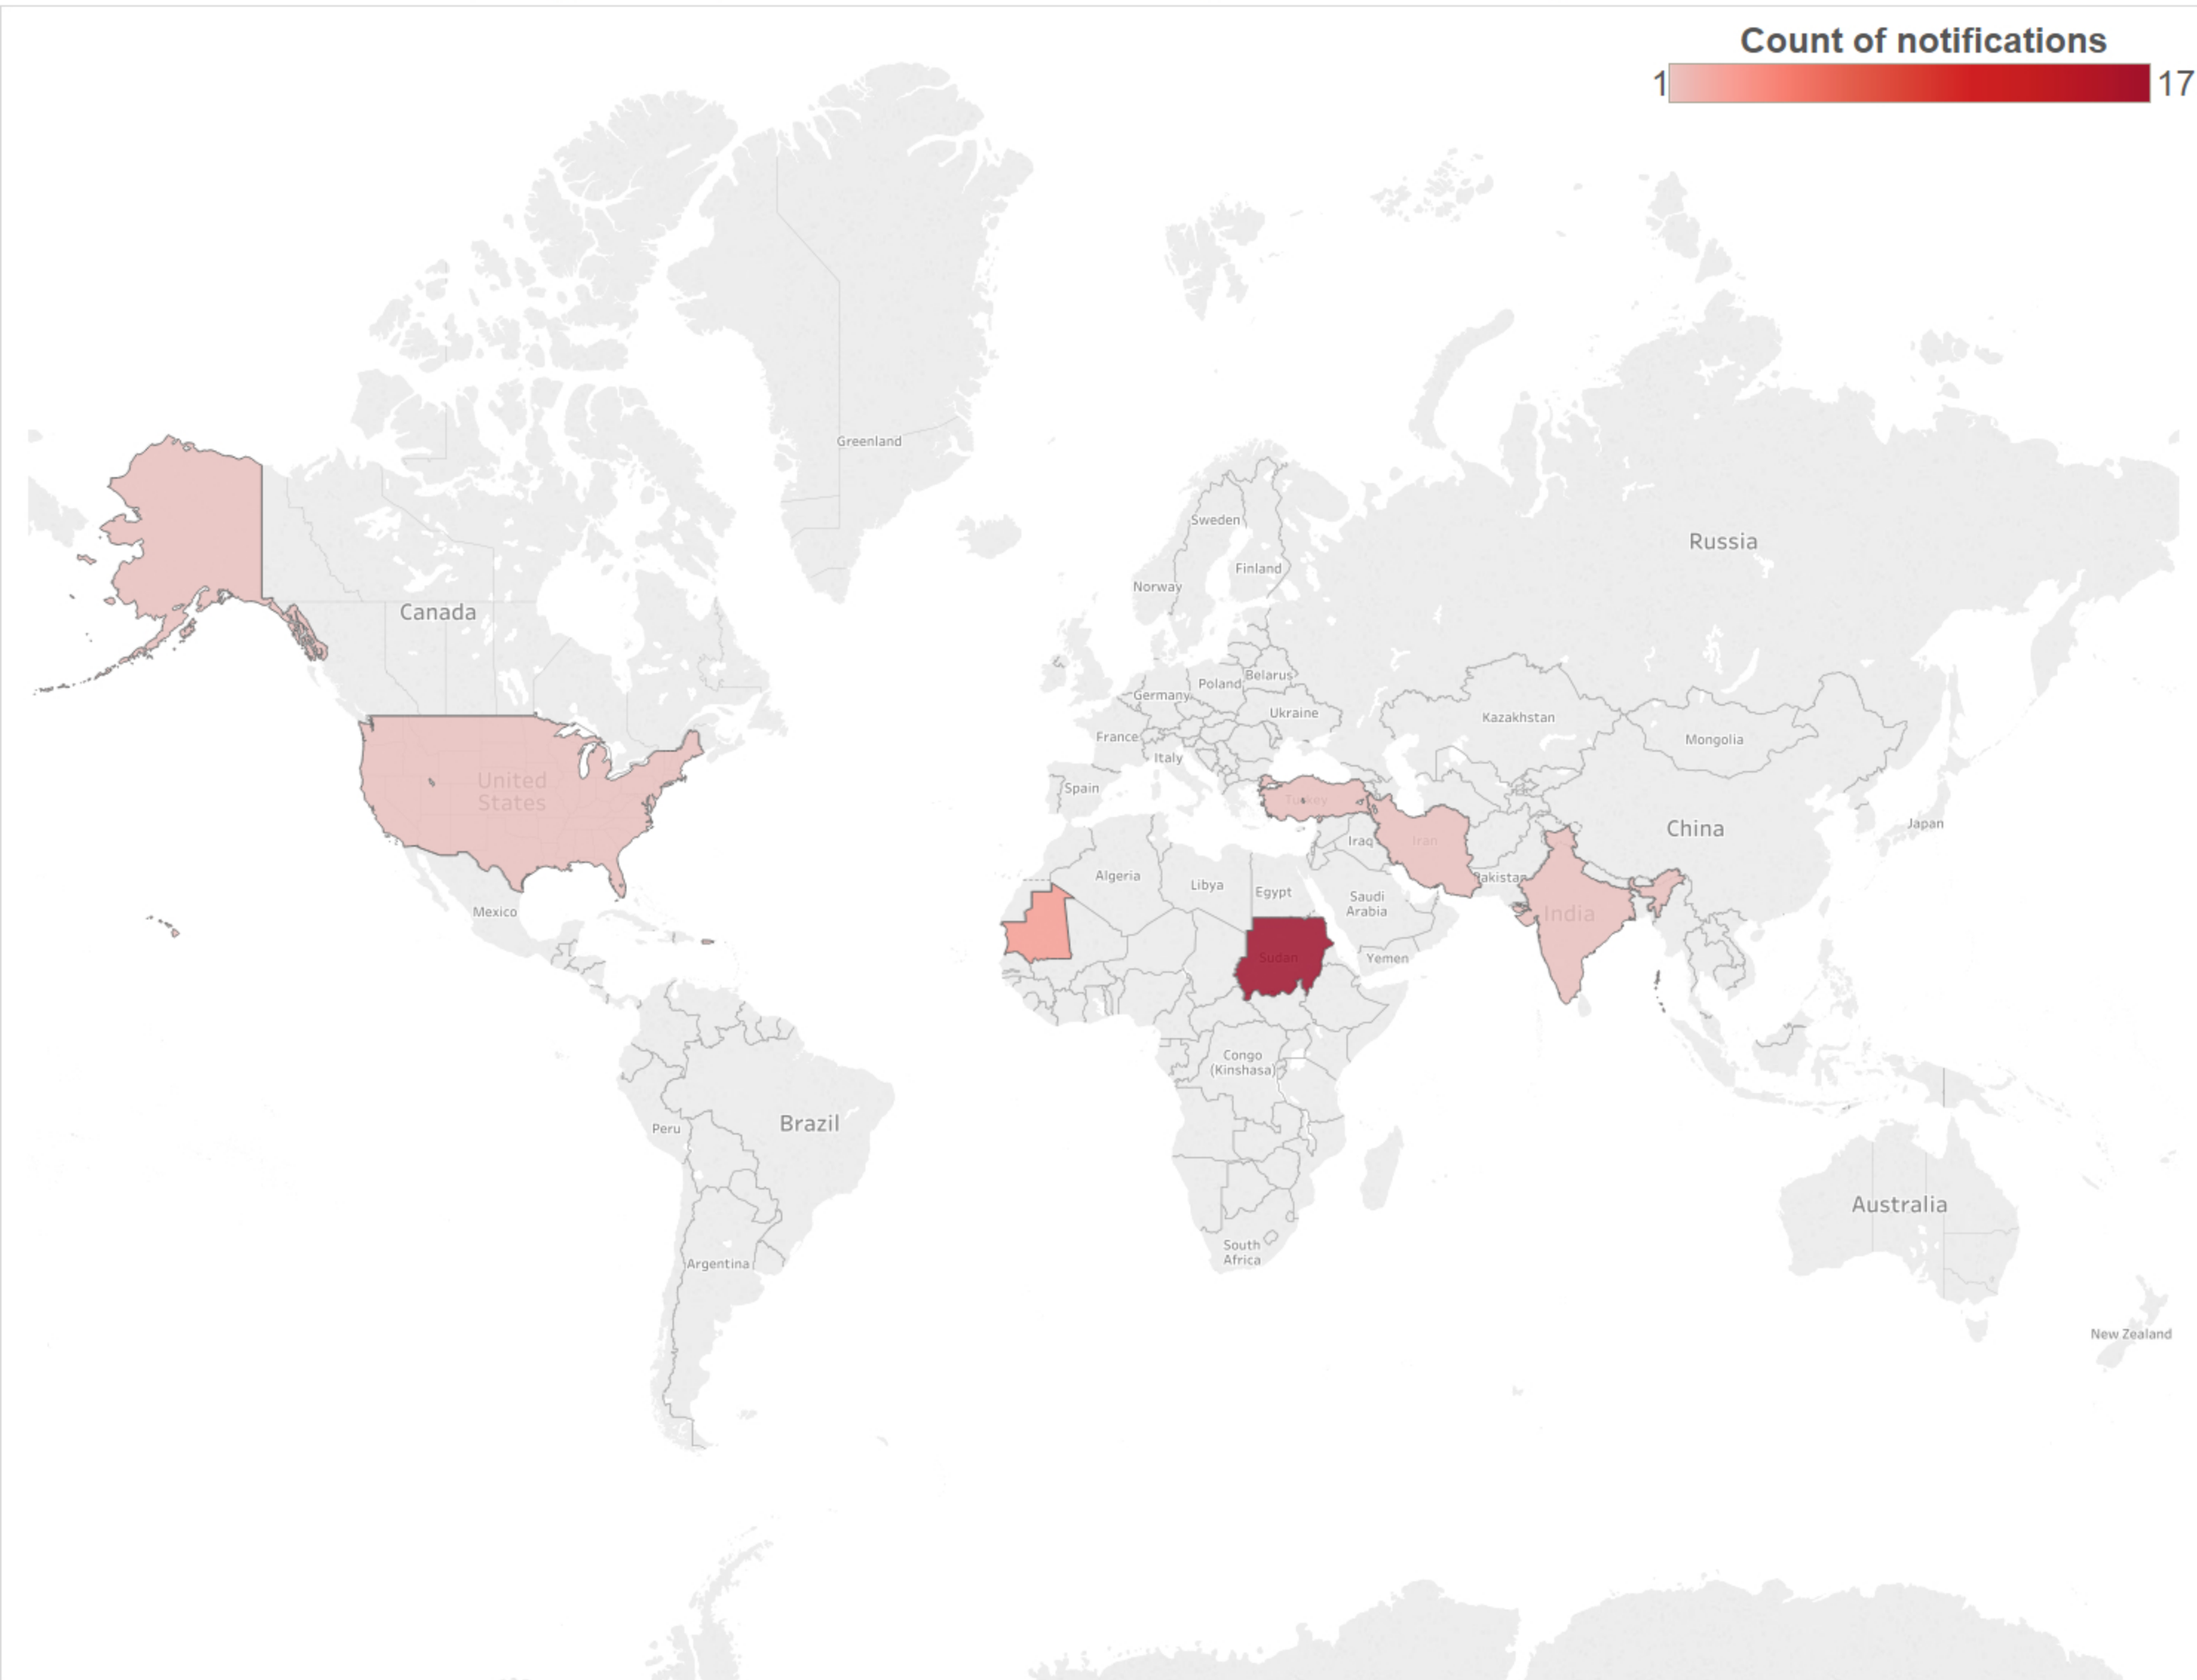 Count of notifications
1 17
Greenland
Sweden
Russia
Finland
Norway
Canada
Belarus
Poland
Germany
Ukraine
Kazakhstan
France
Mongolia
Italy
United
States
Spain
Turkey
Japan
China
Iraq
Iran
Algeria
Pakistan
Libya
Egypt
Saudi
Arabia
Mexico
India
Sudan
Yemen
Congo
(Kinshasa)
Brazil
Peru
Australia
South
Africa
Argentina
New Zealand